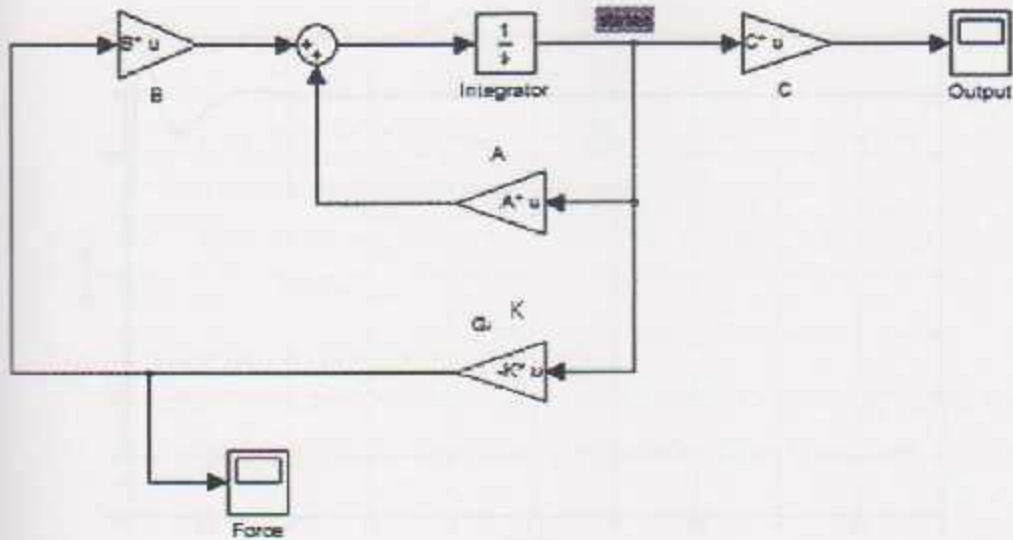 B* u
B
1
s
Integrator
C* u
C
Output
A
A* u
K
-K* u
Force